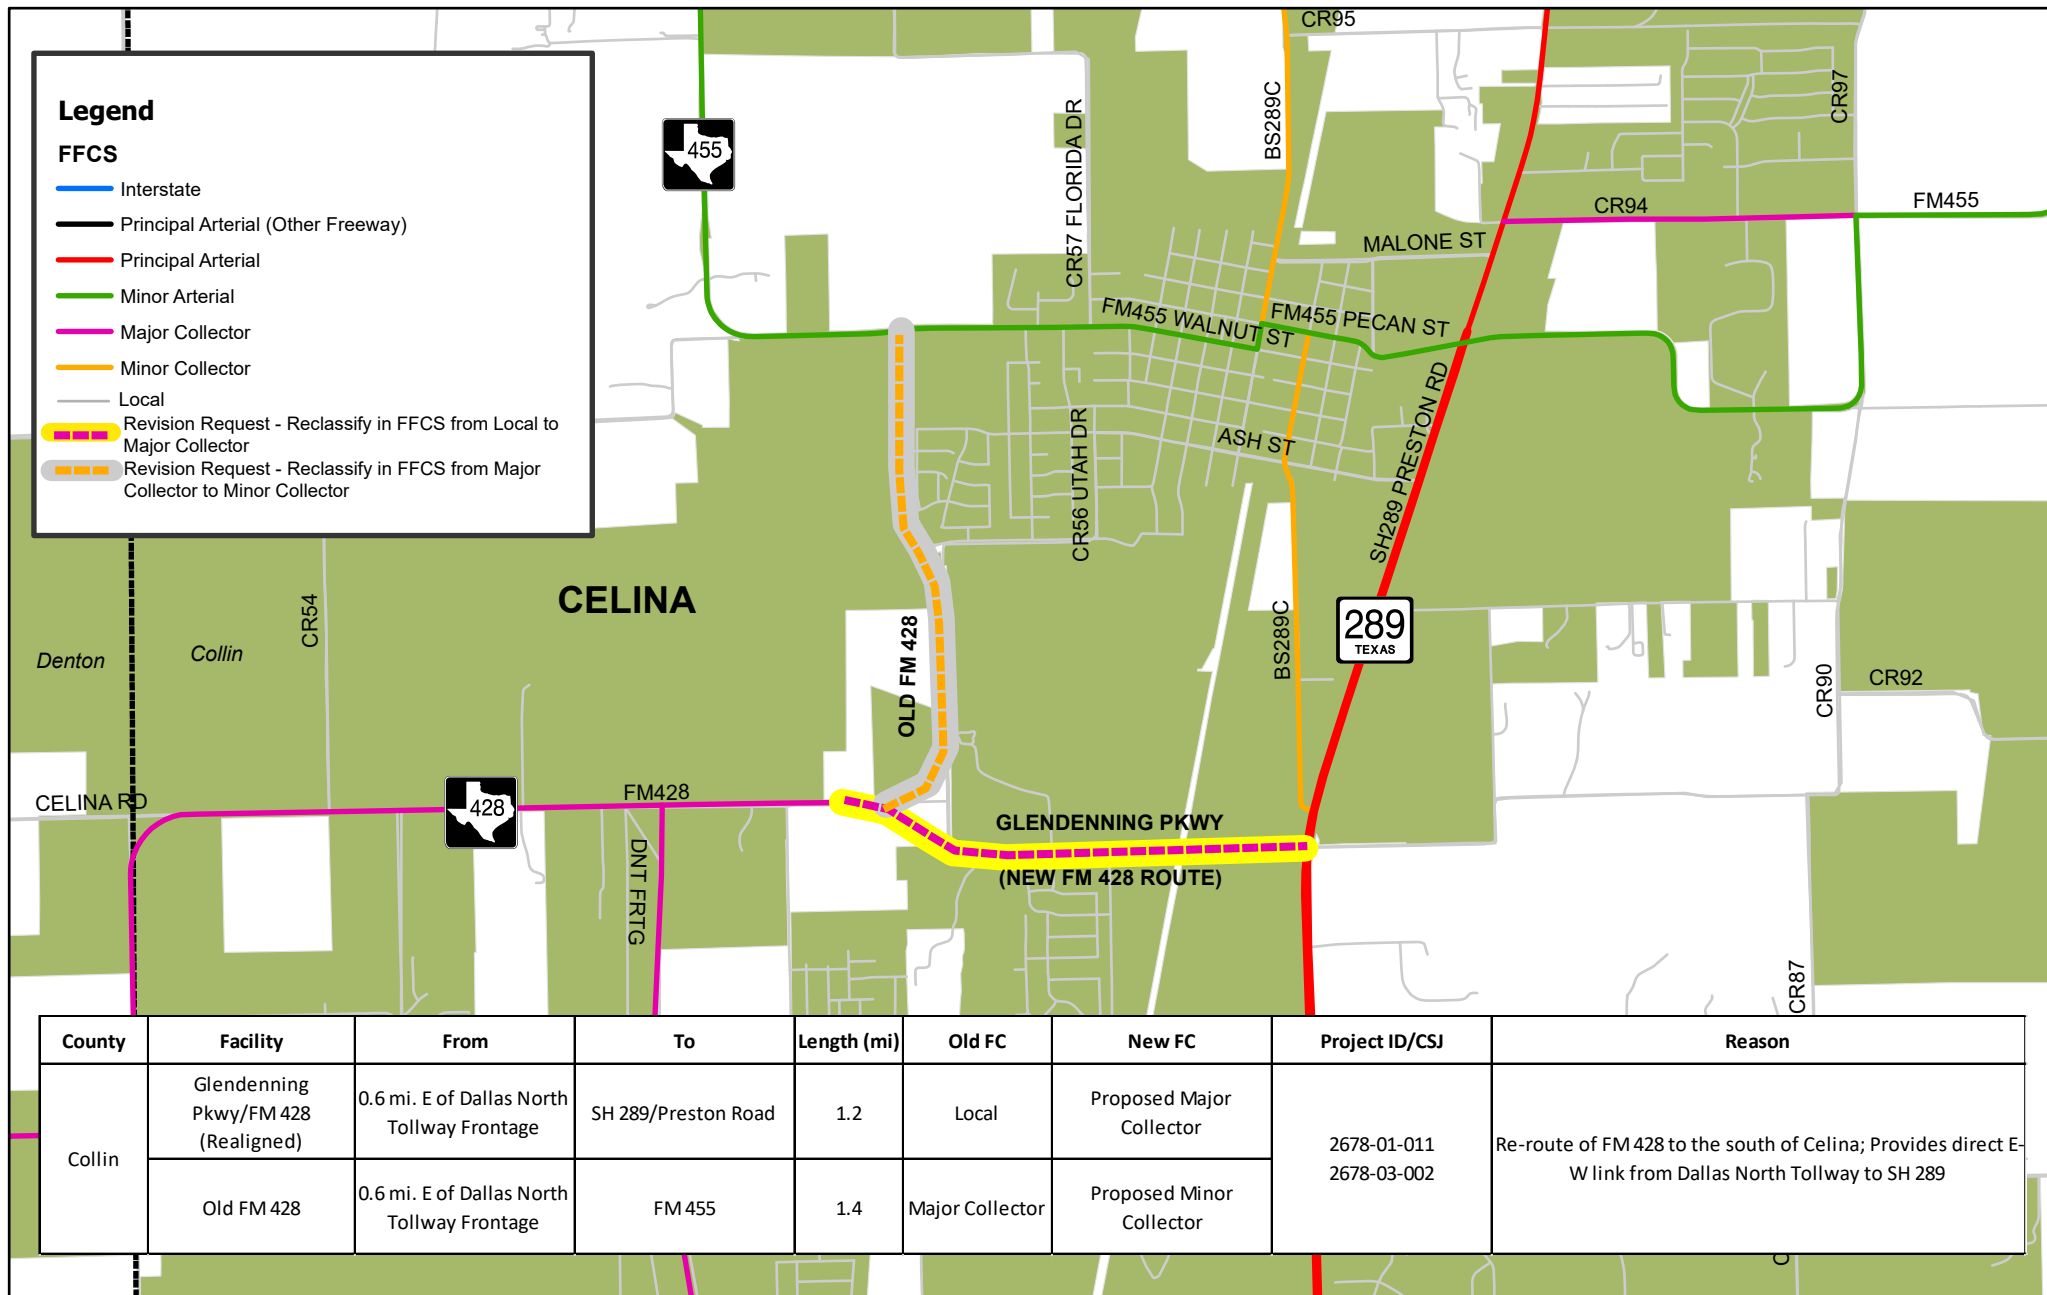 Legend
FFCS
Interstate
Principal Arterial (Other Freeway)
Principal Arterial
Minor Arterial
Major Collector
Minor Collector
Local
Revision Request - Reclassify in FFCS from Local to
Major Collector
Revision Request - Reclassify in FFCS from Major
Collector to Minor Collector
CR95
BS289C
CR97
455
CR57 FLORIDA DR
CR94
FM455
MALONE ST
FM455 WALNUT ST
FM455 PECAN ST
SH289 PRESTON RD
ASH ST
CR56 UTAH DR
CELINA
CR54
Denton
Collin
OLD FM 428
BS289C
289
TEXAS
CR90
CR92
CELINA RD
428
FM428
DNT FRTG
GLENDENNING PKWY
(NEW FM 428 ROUTE)
CR87
County Facility From To Length (mi) Old FC New FC Project ID/CSJ Reason
Collin
Glendenning
Pkwy/FM 428
(Realigned)
0.6 mi. E of Dallas North
Tollway Frontage
SH 289/Preston Road
1.2
Local
Proposed Major
Collector
2678-01-011
2678-03-002
Re-route of FM 428 to the south of Celina; Provides direct E-
W link from Dallas North Tollway to SH 289
Old FM 428
0.6 mi. E of Dallas North
Tollway Frontage
FM 455
1.4
Major Collector
Proposed Minor
Collector